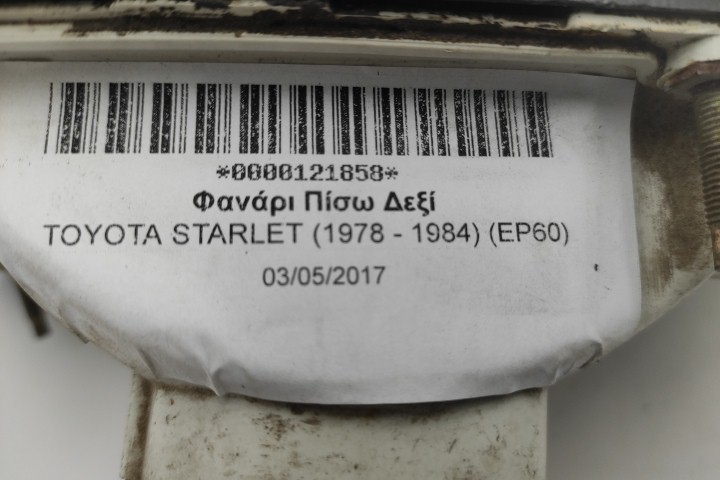 *0000121858*
Φανάρι Πίσω Δεξί
TOYOTA STARLET (1978 - 1984) (EP60)
03/05/2017